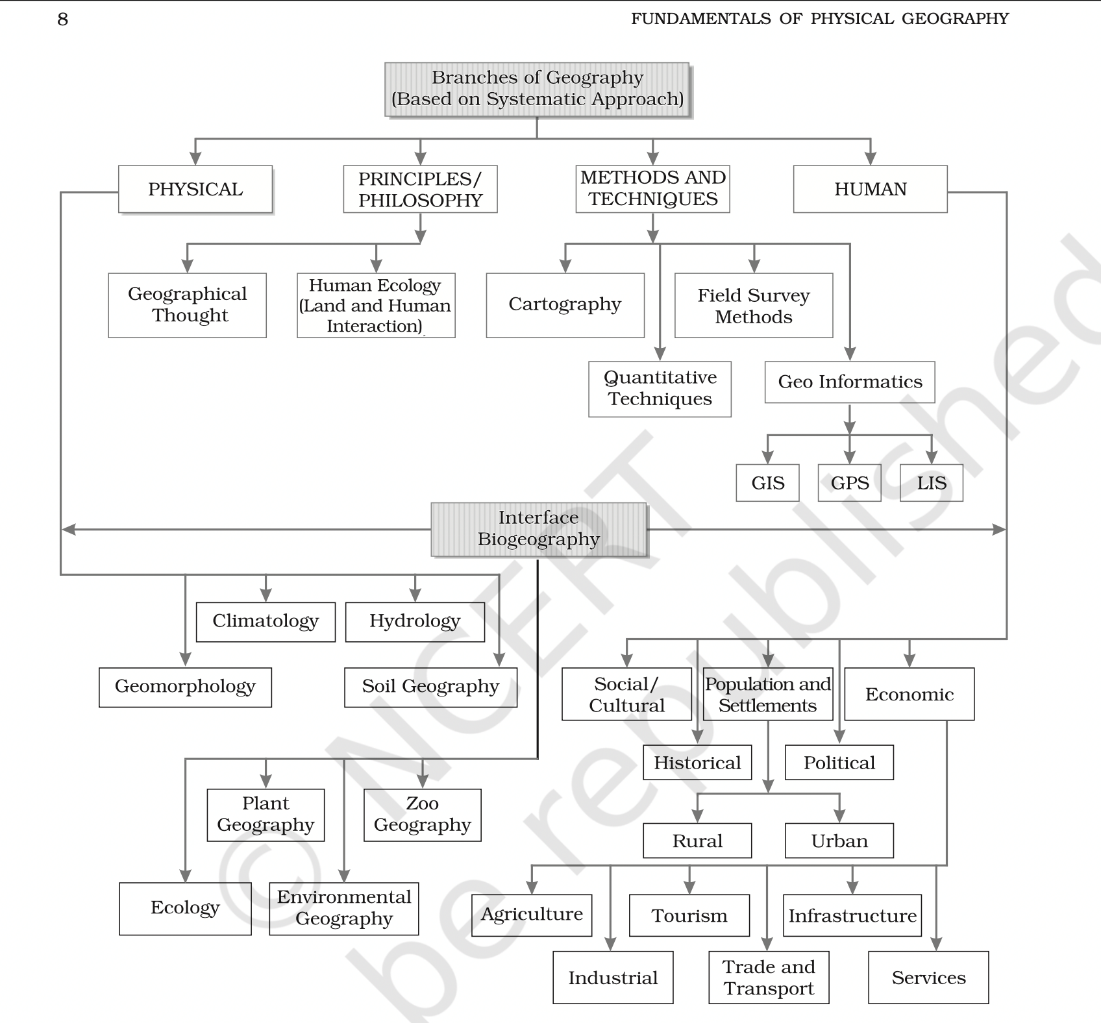 8
FUNDAMENTALS OF PHYSICAL GEOGRAPHY
Branches of Geography
(Based on Systematic Approach)
PHYSICAL
PRINCIPLES/
PHILOSOPHY
METHODS AND
TECHNIQUES
HUMAN
Geographical
Thought
Human Ecology
(Land and Human
Interaction)
Cartography
Field Survey
Methods
Quantitative
Techniques
Geo Informatics
GIS
GPS
LIS
Interface
Biogeography
Climatology
Hydrology
Geomorphology
Soil Geography
Social/
Cultural
Population and
Settlements
Economic
Historical
Political
Plant
Geography
Zoo
Geography
Rural
Urban
Ecology
Environmental
Geography
Agriculture
Tourism
Infrastructure
Industrial
Trade and
Transport
Services
© NCERT
be republished